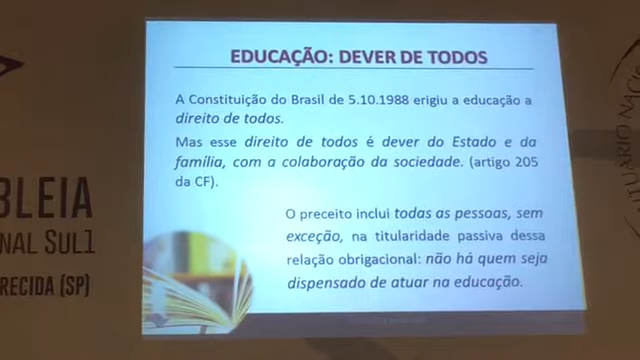 EDUCAÇÃO: DEVER DE TODOS
A Constituição do Brasil de 5.10.1988 erigiu a educação a
direito de todos.
Mas esse direito de todos é dever do Estado e da
família, com a colaboração da sociedade. (artigo 205
da CF).
O preceito inclui todas as pessoas, sem
exceção, na titularidade passiva dessa
relação obrigacional: não há quem seja
dispensado de atuar na educação.
BLEIA
NAL SUL1
RECIDA (SP)